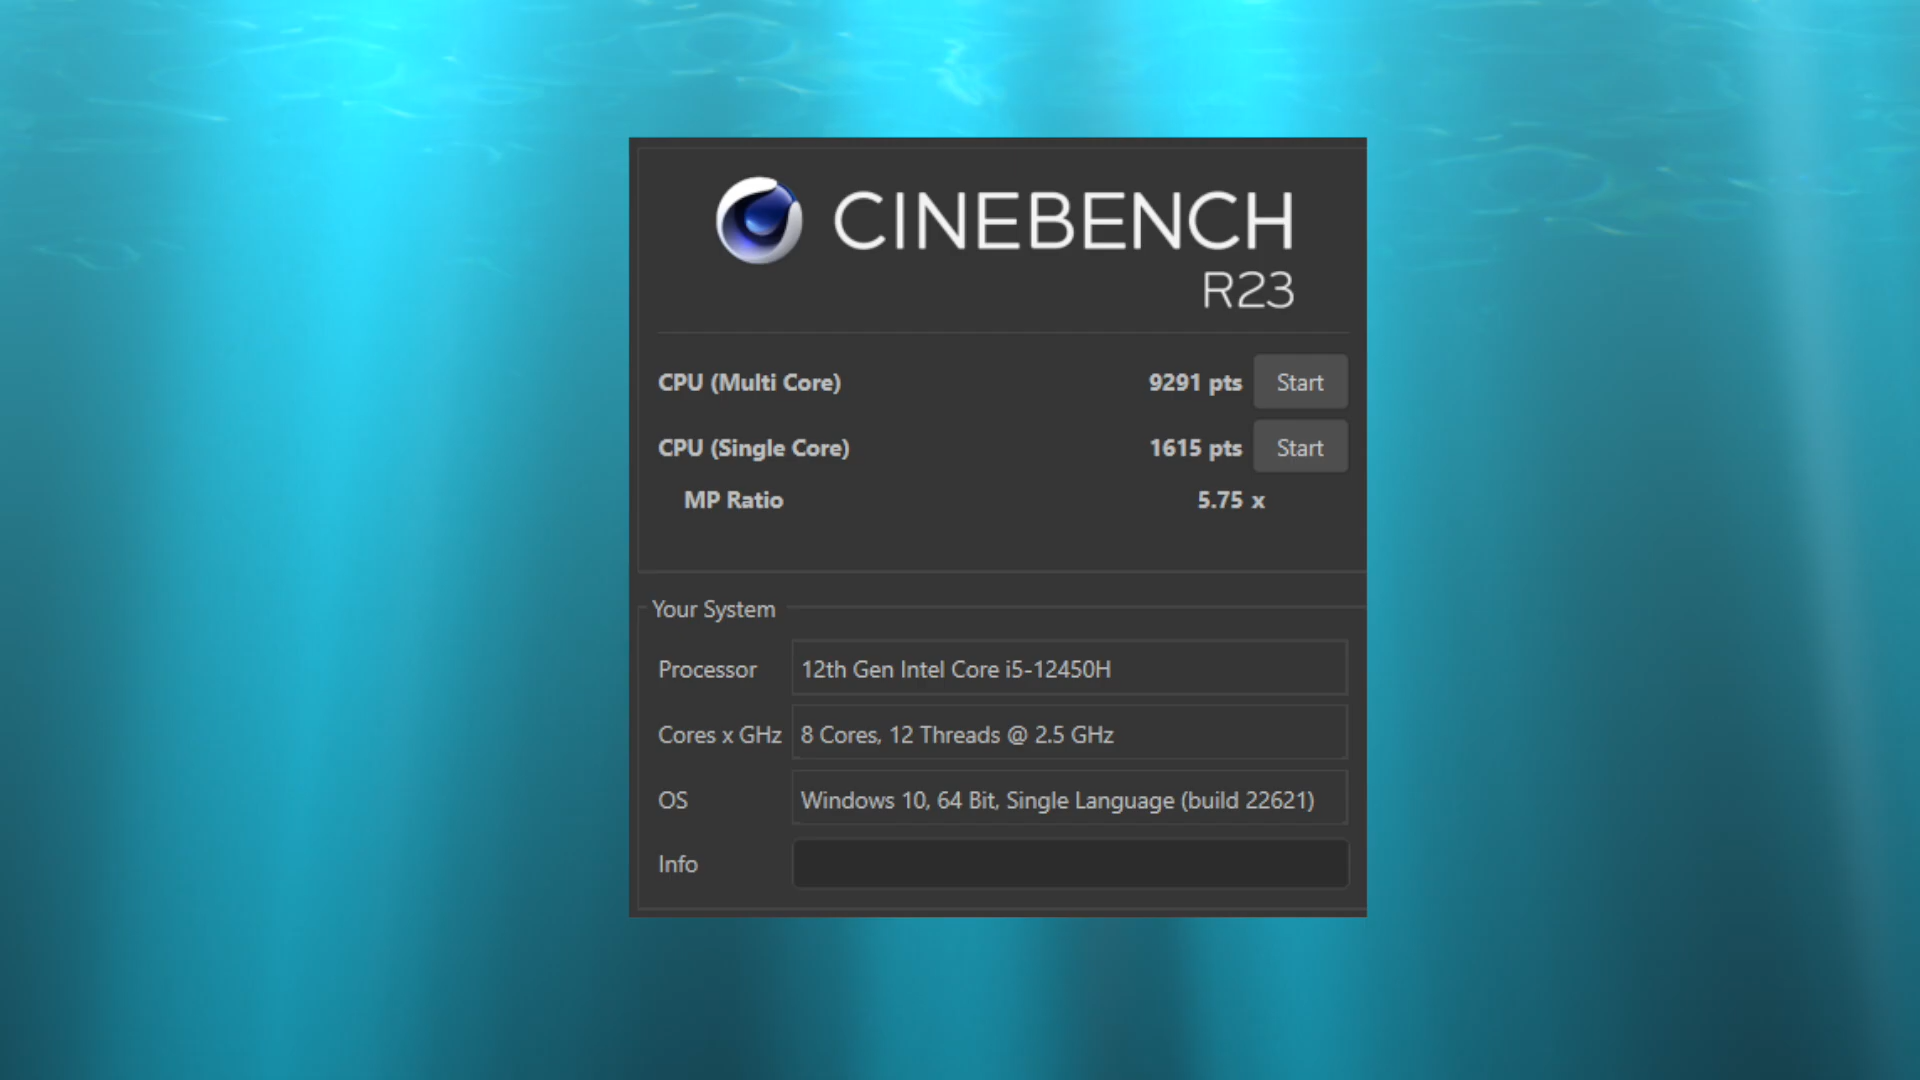 CINEBENCH
R23
CPU (Multi Core) 9291 pts Start
CPU (Single Core) 1615 pts Start
MP Ratio 5.75 x
Your System
Processor 12th Gen Intel Core i5-12450H
Cores x GHz 8 Cores, 12 Threads @ 2.5 GHz
OS Windows 10, 64 Bit, Single Language (build 22621)
Info